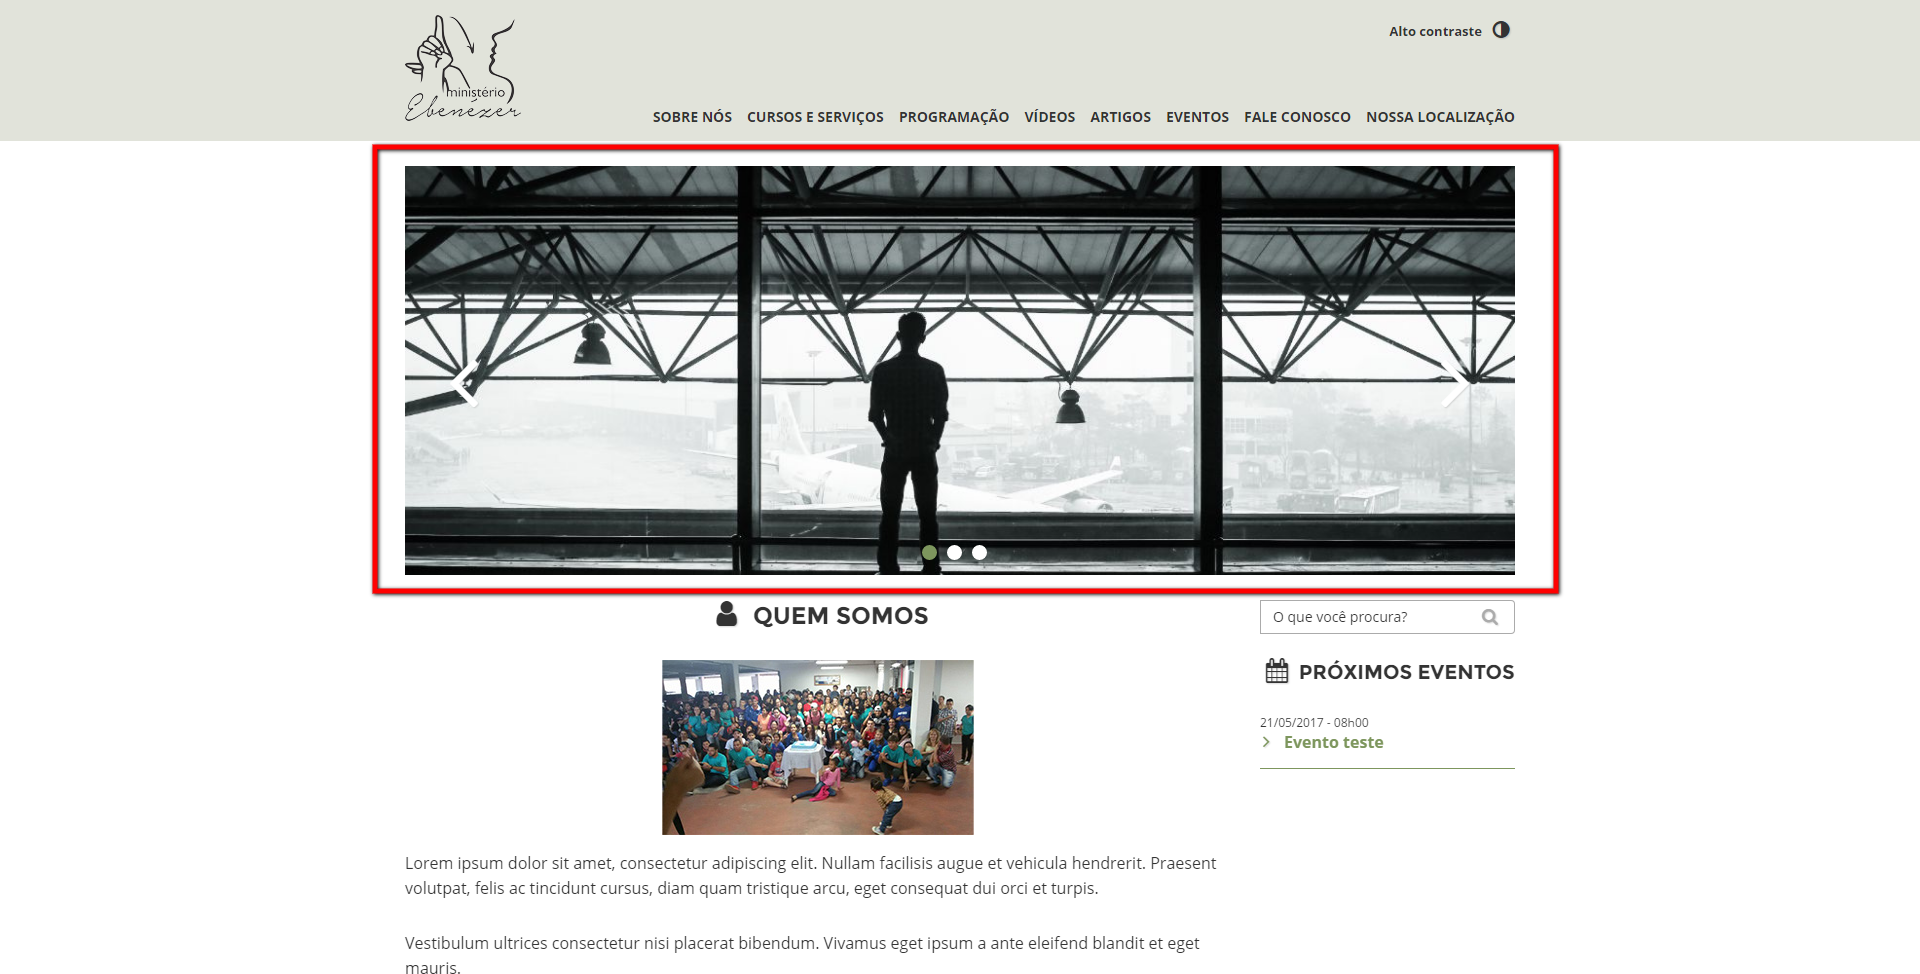 ministério
Ebenézer
Alto contraste
SOBRE NÓS CURSOS E SERVIÇOS PROGRAMAÇÃO VÍDEOS ARTIGOS EVENTOS FALE CONOSCO NOSSA LOCALIZAÇÃO
QUEM SOMOS
O que você procura?
PRÓXIMOS EVENTOS
21/05/2017 - 08h00
Evento teste
Lorem ipsum dolor sit amet, consectetur adipiscing elit. Nullam facilisis augue et vehicula hendrerit. Praesent
volutpat, felis ac tincidunt cursus, diam quam tristique arcu, eget consequat dui orci et turpis.
Vestibulum ultrices consectetur nisi placerat bibendum. Vivamus eget ipsum a ante eleifend blandit et eget
mauris.